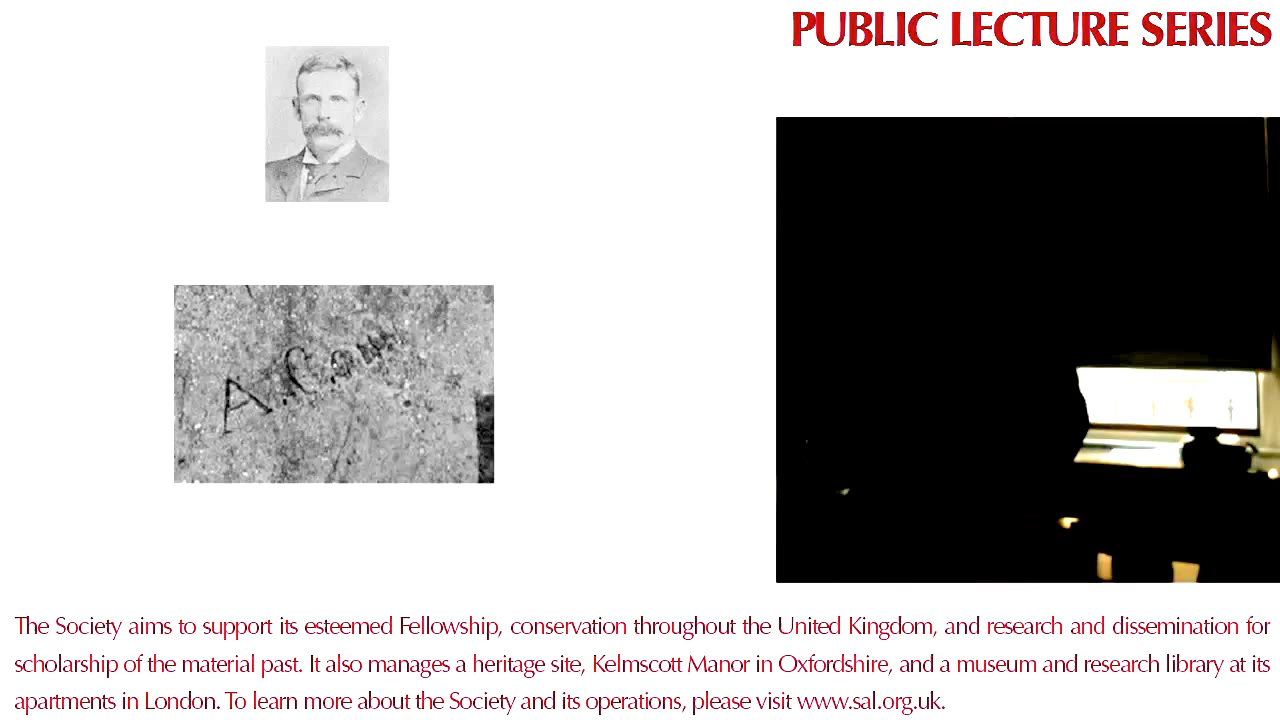 PUBLIC LECTURE SERIES
The Society aims to support its esteemed Fellowship, conservation throughout the United Kingdom, and research and dissemination for
scholarship of the material past. It also manages a heritage site, Kelmscott Manor in Oxfordshire, and a museum and research library at its
apartments in London. To learn more about the Society and its operations, please visit www.sal.org.uk.